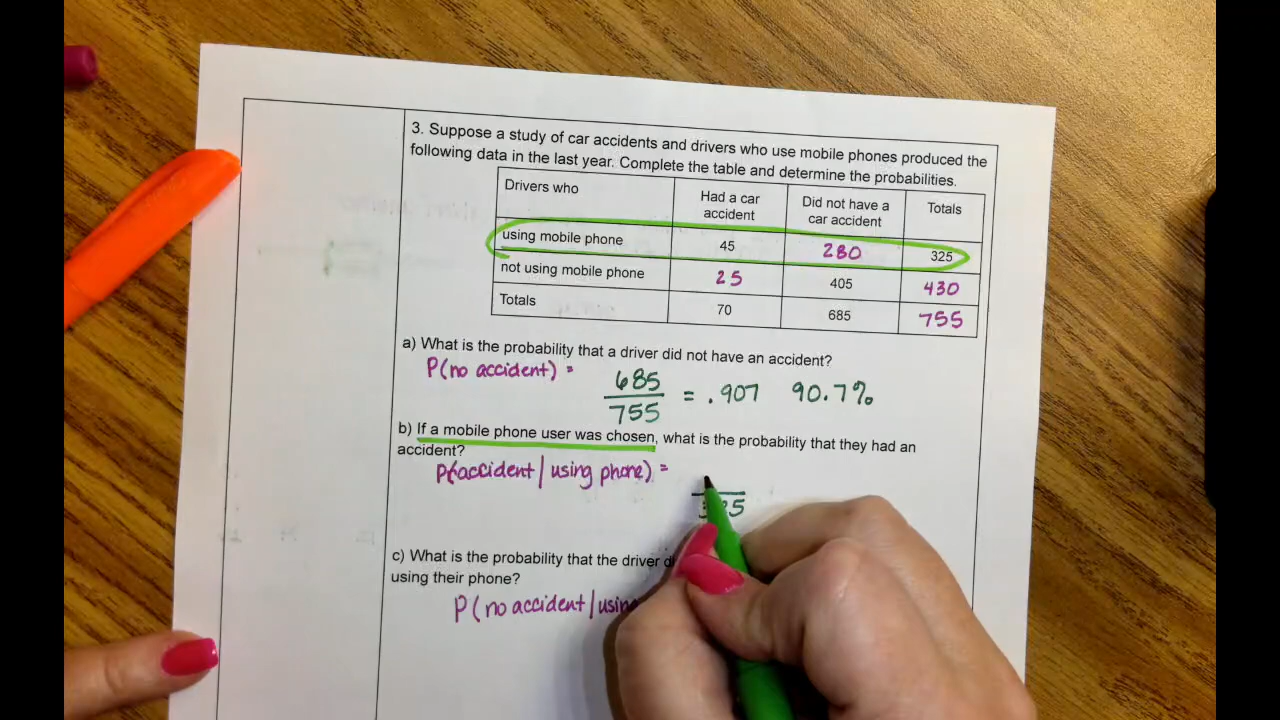 3. Suppose a study of car accidents and drivers who use mobile phones produced the
following data in the last year. Complete the table and determine the probabilities.
Drivers who Had a car accident Did not have a car accident Totals
using mobile phone 45 280 325
not using mobile phone 25 405 430
Totals 70 685 755
a) What is the probability that a driver did not have an accident?
P(no accident) = 685/755 = .907 90.7%
b) If a mobile phone user was chosen, what is the probability that they had an
accident?
P(accident | using phone) =
c) What is the probability that the driver
using their phone?
P(no accident | using